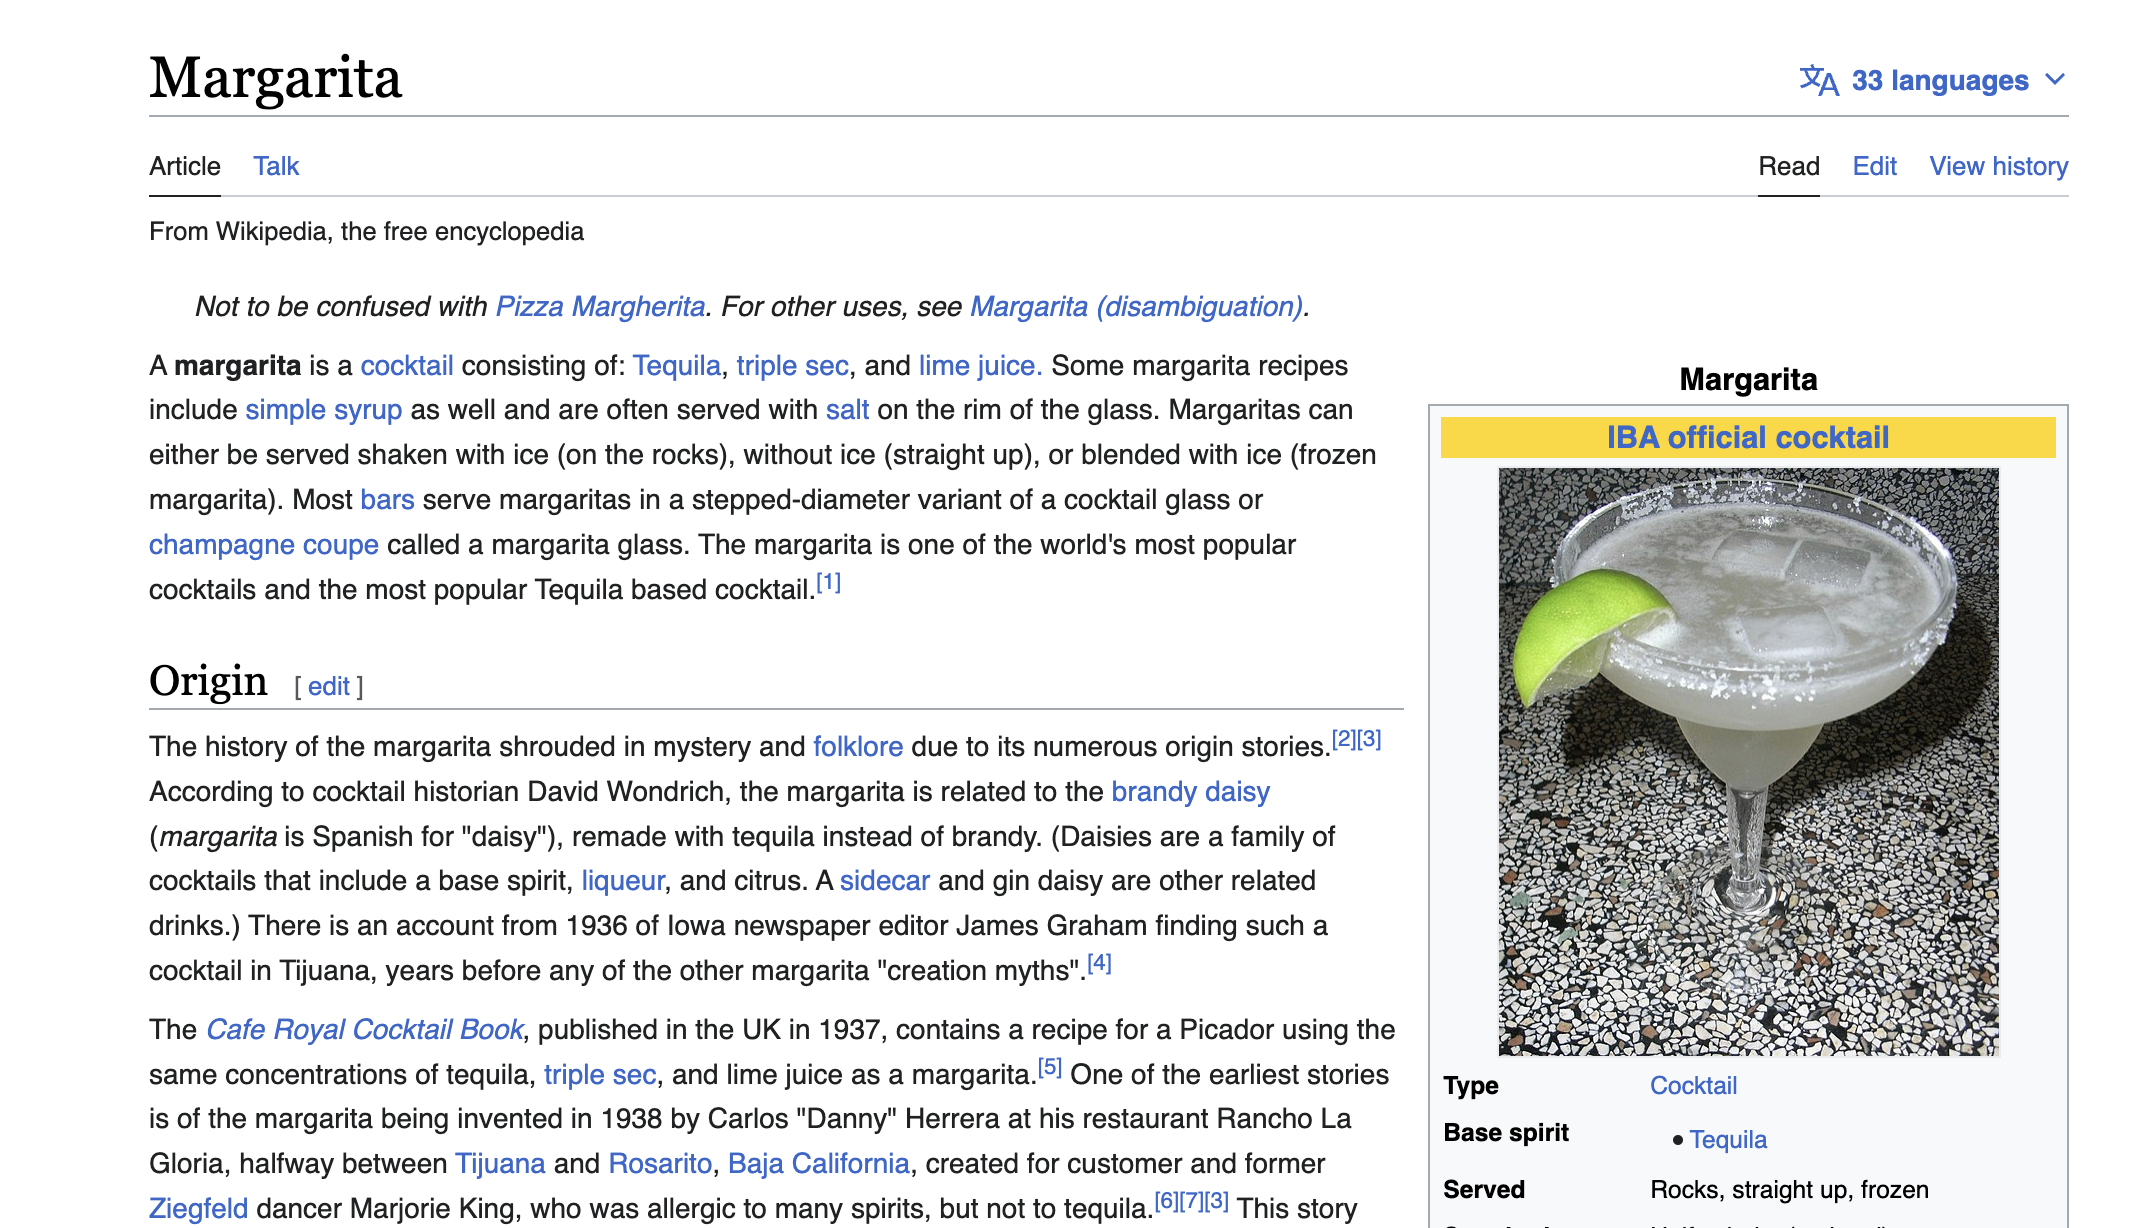 Margarita
33 languages
Article Talk
Read Edit View history
From Wikipedia, the free encyclopedia
Not to be confused with Pizza Margherita. For other uses, see Margarita (disambiguation).
A margarita is a cocktail consisting of: Tequila, triple sec, and lime juice. Some margarita recipes
include simple syrup as well and are often served with salt on the rim of the glass. Margaritas can
either be served shaken with ice (on the rocks), without ice (straight up), or blended with ice (frozen
margarita). Most bars serve margaritas in a stepped-diameter variant of a cocktail glass or
champagne coupe called a margarita glass. The margarita is one of the world's most popular
cocktails and the most popular Tequila based cocktail.[1]
Origin [ edit ]
The history of the margarita shrouded in mystery and folklore due to its numerous origin stories.[2][3]
According to cocktail historian David Wondrich, the margarita is related to the brandy daisy
(margarita is Spanish for "daisy"), remade with tequila instead of brandy. (Daisies are a family of
cocktails that include a base spirit, liqueur, and citrus. A sidecar and gin daisy are other related
drinks.) There is an account from 1936 of Iowa newspaper editor James Graham finding such a
cocktail in Tijuana, years before any of the other margarita "creation myths".[4]
The Cafe Royal Cocktail Book, published in the UK in 1937, contains a recipe for a Picador using the
same concentrations of tequila, triple sec, and lime juice as a margarita.[5] One of the earliest stories
is of the margarita being invented in 1938 by Carlos "Danny" Herrera at his restaurant Rancho La
Gloria, halfway between Tijuana and Rosarito, Baja California, created for customer and former
Ziegfeld dancer Marjorie King, who was allergic to many spirits, but not to tequila.[6][7][3] This story
Margarita
IBA official cocktail
Type Cocktail
Base spirit • Tequila
Served Rocks, straight up, frozen